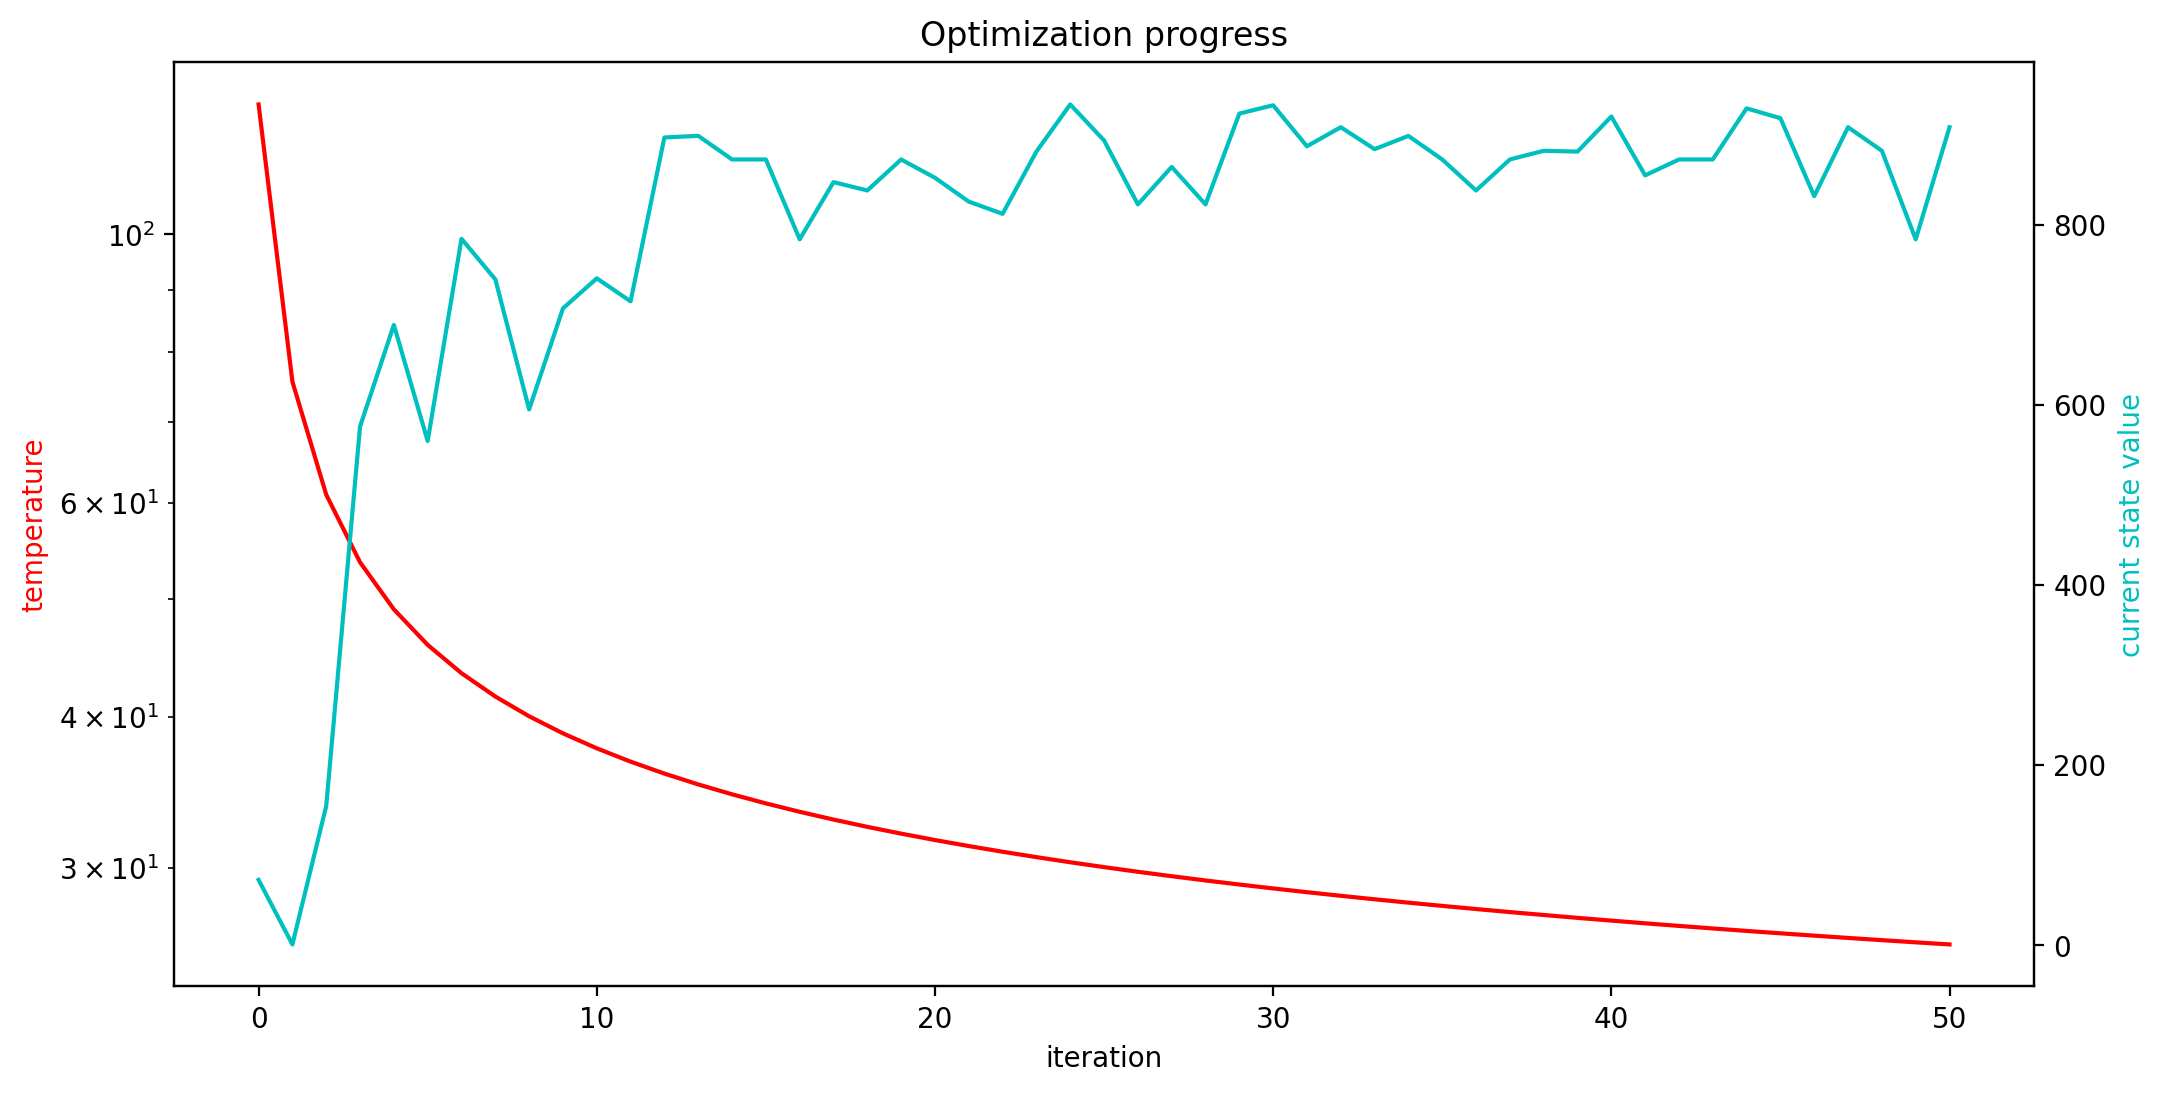 Optimization progress
temperature
10²
6 × 10¹
4 × 10¹
3 × 10¹
800
600
400
200
0
current state value
0 10 20 30 40 50
iteration